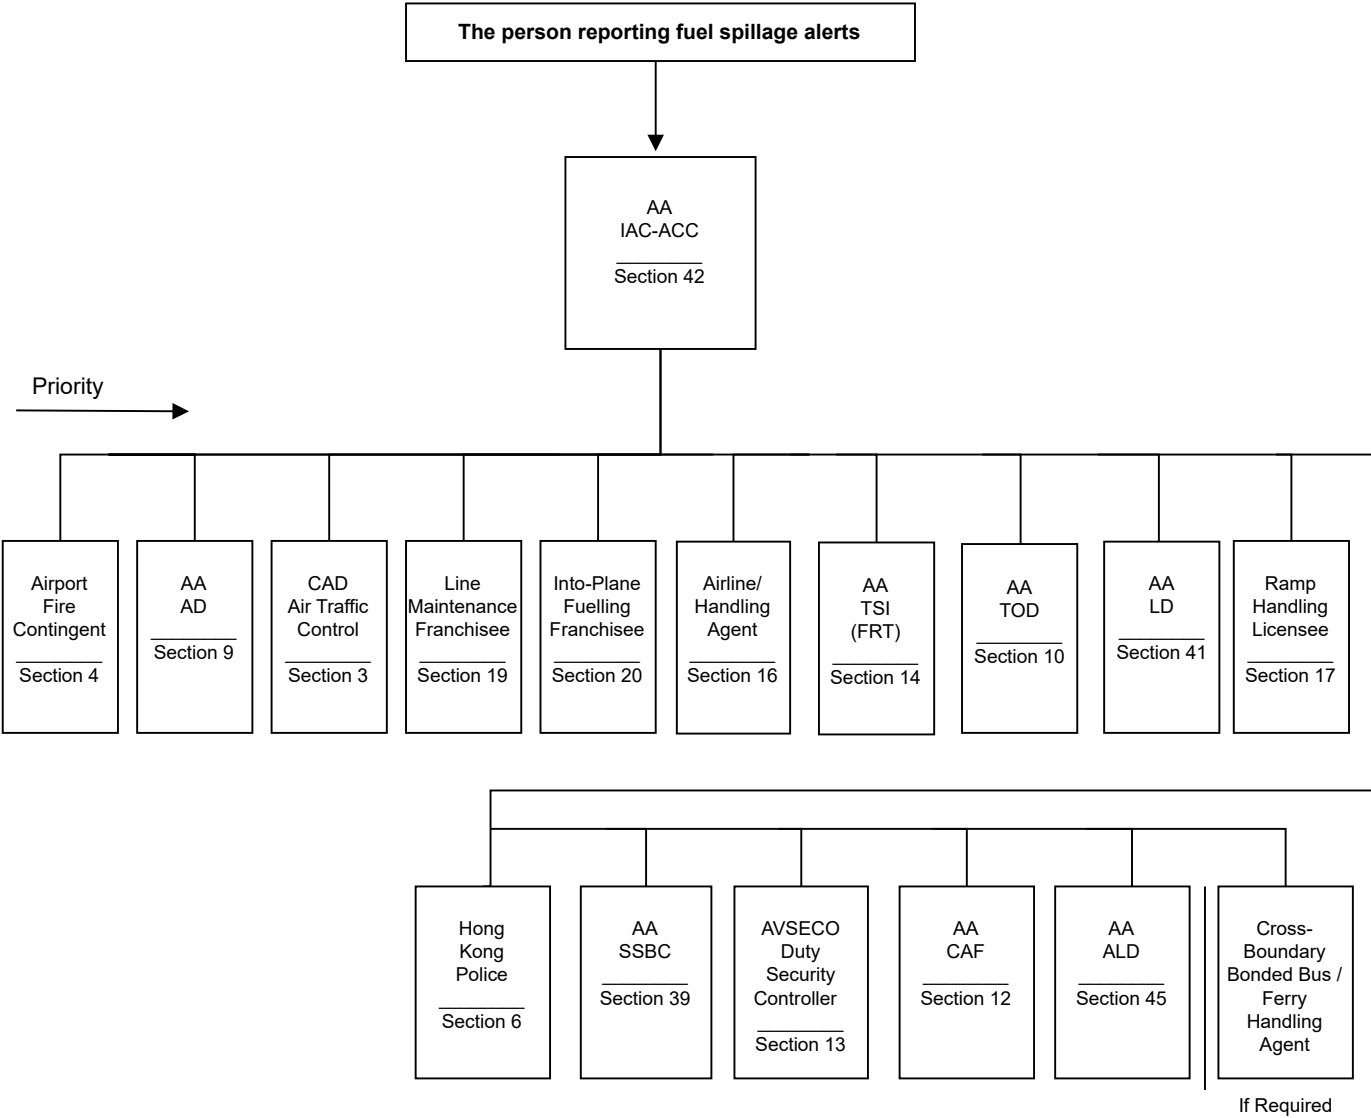 The person reporting fuel spillage alerts
AA
IAC-ACC
Section 42
Priority
Airport
Fire
Contingent
Section 4
AA
AD
Section 9
CAD
Air Traffic
Control
Section 3
Line
Maintenance
Franchisee
Section 19
Into-Plane
Fuelling
Franchisee
Section 20
Airline/
Handling
Agent
Section 16
AA
TSI
(FRT)
Section 14
AA
TOD
Section 10
AA
LD
Section 41
Ramp
Handling
Licensee
Section 17
Hong
Kong
Police
Section 6
AA
SSBC
Section 39
AVSECO
Duty
Security
Controller
Section 13
AA
CAF
Section 12
AA
ALD
Section 45
Cross-
Boundary
Bonded Bus /
Ferry
Handling
Agent
If Required